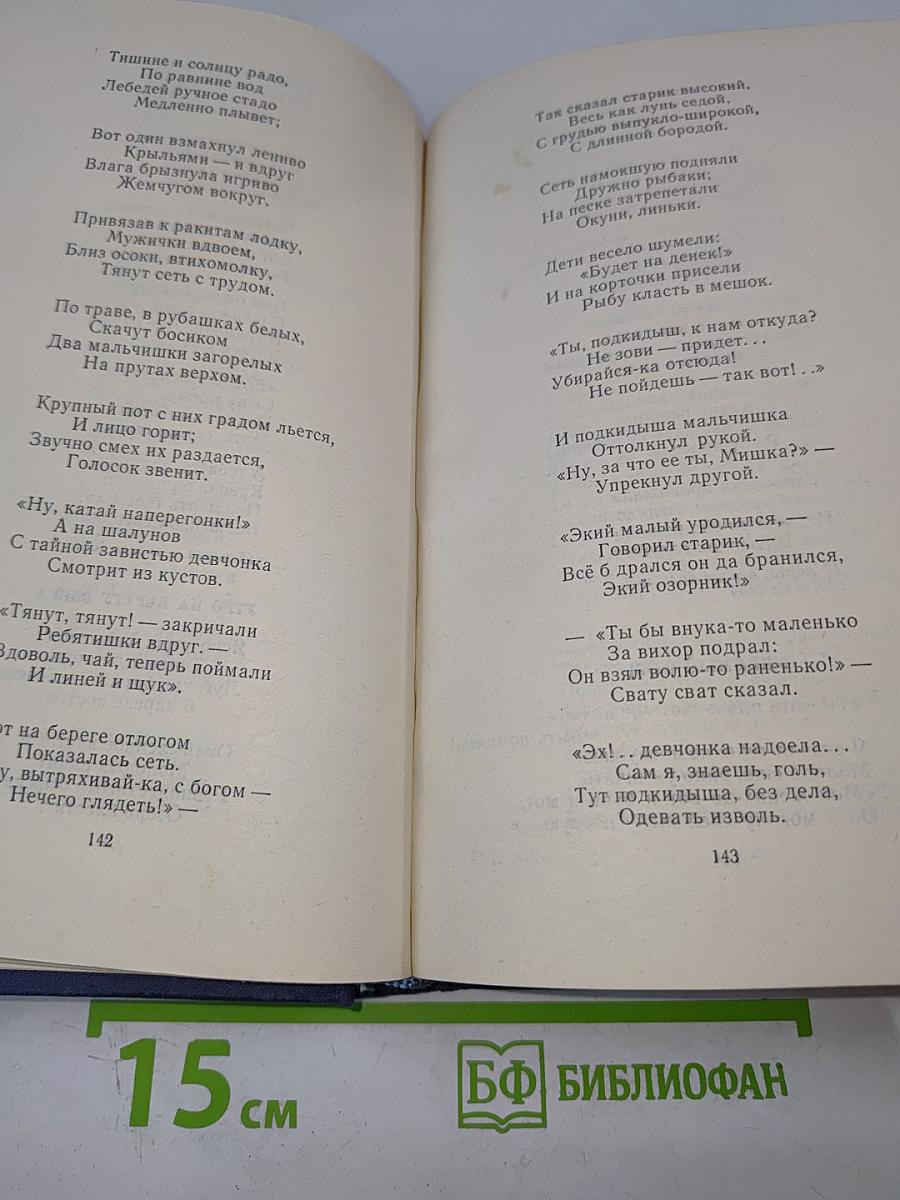 Тишине и солнцу радо,
По равнине вод
Лебедей ручное стадо
Медленно плывет;
Вот один взмахнул лениво
Крыльями — и вдруг
Влага брызнула игриво
Жемчугом вокруг.
Привязав к ракитам лодку,
Мужички вдвоем,
Близ осоки, втихомолку,
Тянут сеть с трудом.
По траве, в рубашках белых,
Скачут босиком
Два мальчишки загорелых
На прутах верхом.
Крупный пот с них градом льется,
И лицо горит;
Звучно смех их раздается,
Голосок звенит.
«Ну, катай наперегонки!»
А на шалунов
С тайной завистью девчонка
Смотрит из кустов.
«Тянут, тянут! — закричали
Ребятишки вдруг. —
Вдоволь, чай, теперь поймали
И линей и щук».
от на береге отлогом
Показалась сеть.
у, вытряхивай-ка, с богом —
Нечего глядеть!» —
142
Так сказал старик высокий,
Весь как лунь седой,
С грудью выпукло-широкой,
С длинной бородой.
Сеть намокшую подняли
Дружно рыбаки;
На песке затрепетали
Окуни, линьки.
Дети весело шумели:
«Будет на денек!»
И на корточки присели
Рыбу класть в мешок.
«Ты, подкидыш, к нам откуда?
Не зови — придет...
Убирайся-ка отсюда!
Не пойдешь — так вот!..»
И подкидыша мальчишка
Оттолкнул рукой.
«Ну, за что ее ты, Мишка?» —
Упрекнул другой.
«Экий малый уродился, —
Говорил старик, —
Всё б дрался он да бранился,
Экий озорник!»
— «Ты бы внука-то маленько
За вихор подрал:
Он взял волю-то раненько!» —
Свату сват сказал.
«Эх!.. девчонка надоела...
Сам я, знаешь, голь,
Тут подкидыша, без дела,
Одевать изволь.
143
15 см
БФ БИБЛИОФАН